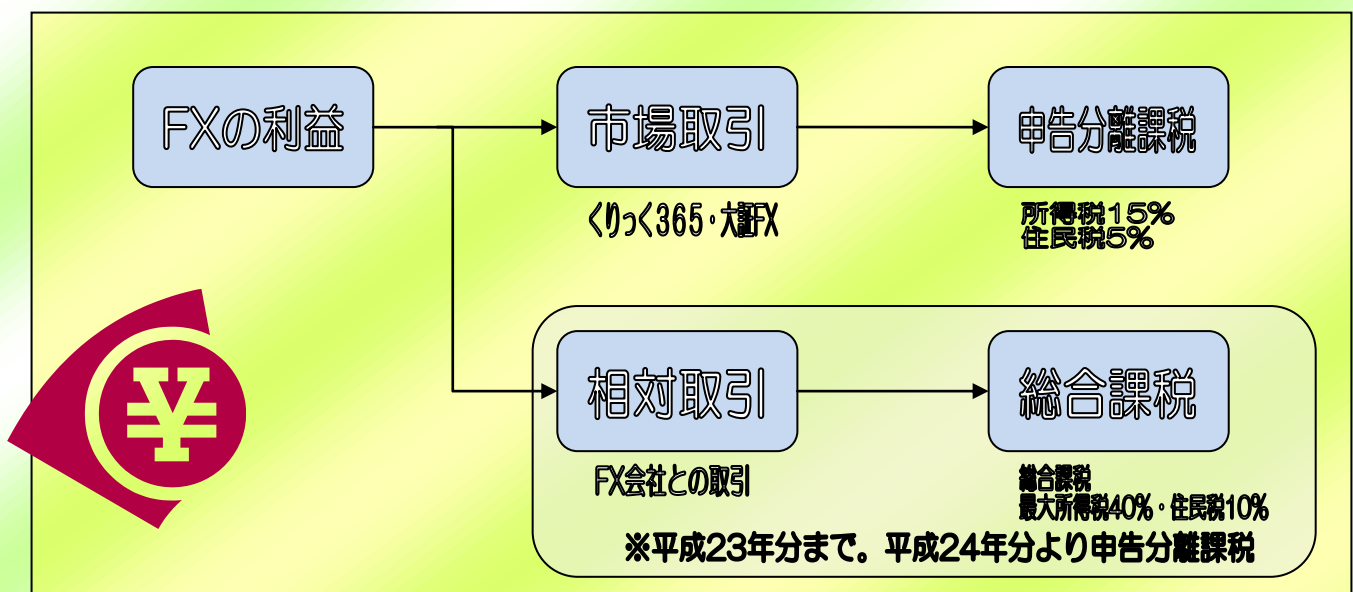 FXの利益
市場取引
申告分離課税
くりっく365・大証FX
所得税15%
住民税5%
相対取引
総合課税
FX会社との取引
総合課税
最大所得税40%・住民税10%
※平成23年分まで。平成24年分より申告分離課税
¥